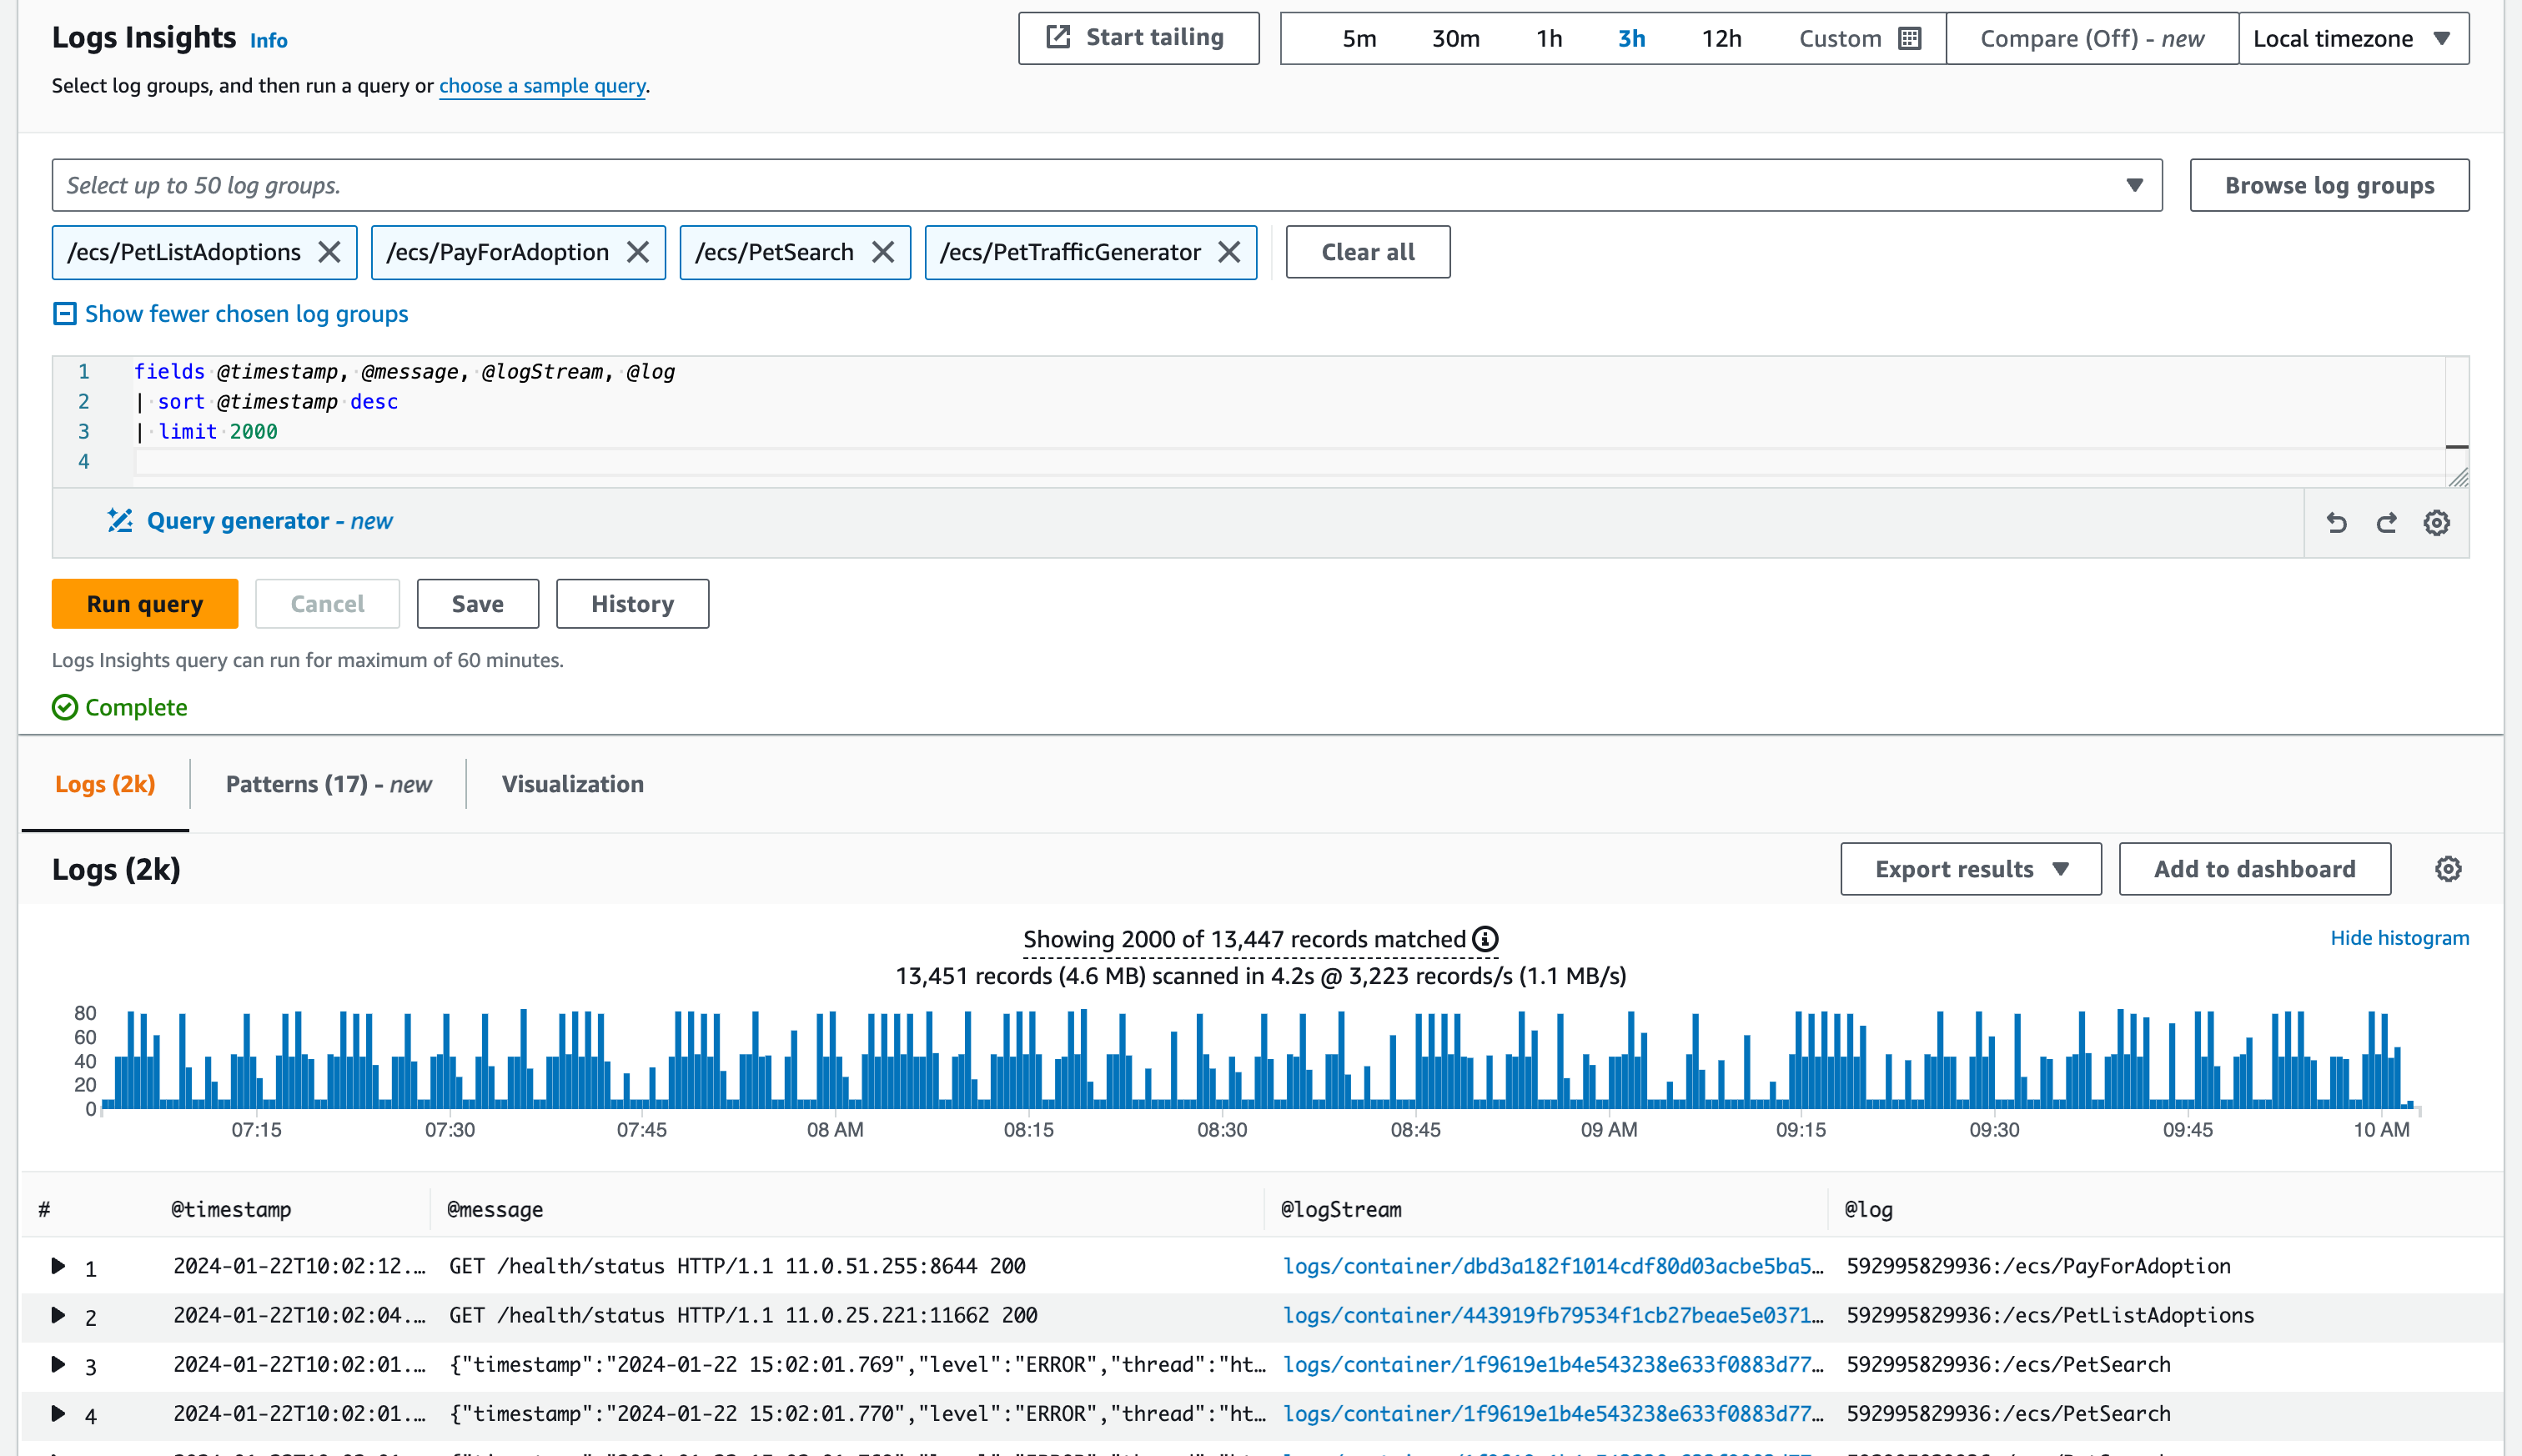 Logs Insights Info
Start tailing
5m 30m 1h 3h 12h Custom
Compare (Off) - new
Local timezone
Select log groups, and then run a query or choose a sample query.
Select up to 50 log groups.
Browse log groups
/ecs/PetListAdoptions /ecs/PayForAdoption /ecs/PetSearch /ecs/PetTrafficGenerator Clear all
Show fewer chosen log groups
1 fields @timestamp, @message, @logStream, @log
2 | sort @timestamp desc
3 | limit 2000
4
Query generator - new
Run query Cancel Save History
Logs Insights query can run for maximum of 60 minutes.
Complete
Logs (2k) Patterns (17) - new Visualization
Logs (2k)
Export results Add to dashboard
Showing 2000 of 13,447 records matched
Hide histogram
13,451 records (4.6 MB) scanned in 4.2s @ 3,223 records/s (1.1 MB/s)
80
60
40
20
0
07:15 07:30 07:45 08 AM 08:15 08:30 08:45 09 AM 09:15 09:30 09:45 10 AM
# @timestamp @message @logStream @log
1 2024-01-22T10:02:12.… GET /health/status HTTP/1.1 11.0.51.255:8644 200 logs/container/dbd3a182f1014cdf80d03acbe5ba5… 592995829936:/ecs/PayForAdoption
2 2024-01-22T10:02:04.… GET /health/status HTTP/1.1 11.0.25.221:11662 200 logs/container/443919fb79534f1cb27beae5e0371… 592995829936:/ecs/PetListAdoptions
3 2024-01-22T10:02:01.… {"timestamp":"2024-01-22 15:02:01.769","level":"ERROR","thread":"ht… logs/container/1f9619e1b4e543238e633f0883d77… 592995829936:/ecs/PetSearch
4 2024-01-22T10:02:01.… {"timestamp":"2024-01-22 15:02:01.770","level":"ERROR","thread":"ht… logs/container/1f9619e1b4e543238e633f0883d77… 592995829936:/ecs/PetSearch